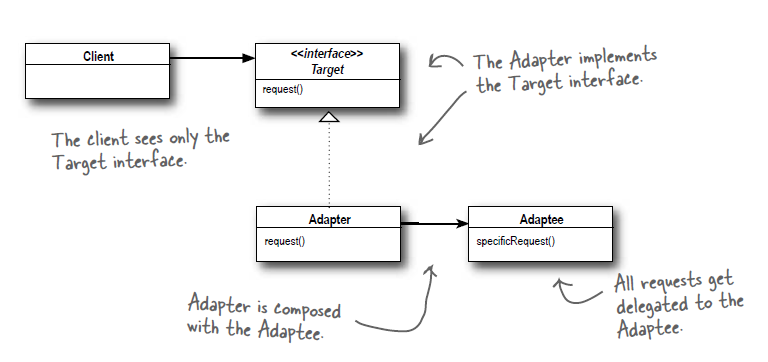 Client
<<interface>>
Target
request()
The Adapter implements
the Target interface.
The client sees only the
Target interface.
Adapter
request()
Adaptee
specificRequest()
Adapter is composed
with the Adaptee.
All requests get
delegated to the
Adaptee.